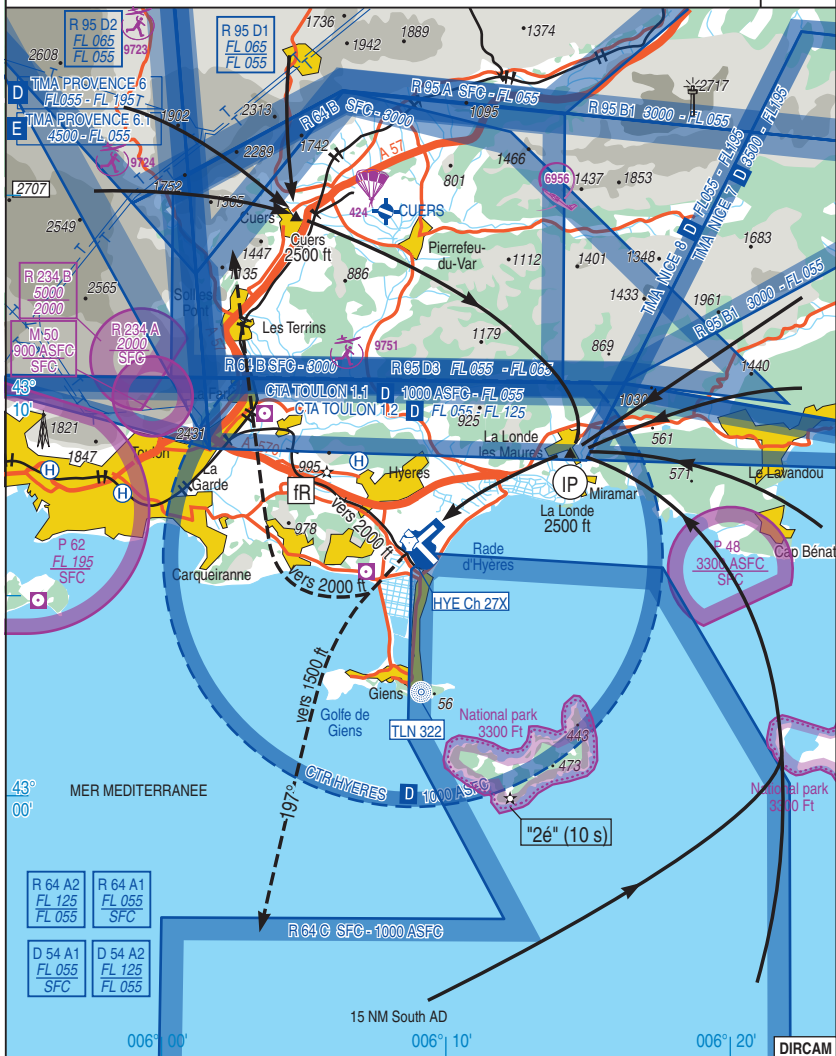 R 95 D2
FL 065
FL 055
9723
R 95 D1
FL 065
FL 055
1736
1942
1889
1374
2608
D TMA PROVENCE 6
FL055 - FL 195
E TMA PROVENCE 6.1
4500 - FL 055
1902
2313
R 64 B SFC - 3000
R 95 A SFC - FL 055
1095
2717
R 95 B1 3000 - FL 055
9724
2289
1742
A 57
1466
2707
1752
801
6956
1437
1853
424
CUERS
2549
Cuers
Cuers
2500 ft
Pierrefeu-
du-Var
TMA NICE 8 D FL055 - FL195
TMA NICE 7 D 3500 - FL195
1447
1112
1401
1348
1683
R 234 B
5000
2000
2565
886
1433
1961
R 95 B1 3000 - FL 055
M 50
900 ASFC
SFC
R 234 A
2000
SFC
Les Terrins
9751
1179
869
R 64 B SFC - 3000
R 95 D3 FL 055 - FL 065
1440
43°
10'
CTA TOULON 1.1 D 1000 ASFC - FL 055
CTA TOULON 1.2 D FL 055 - FL 125
1030
1821
2431
925
La Londe
les Maures
561
1847
Toulon
A 570
H
H
H
La
Garde
995
Hyères
571
Le Lavandou
fR
vers 2000 ft
IP
Miramar
La Londe
2500 ft
978
P 62
FL 195
SFC
P 48
3300 ASFC
SFC
Cap Bénat
Carqueiranne
vers 2000 ft
Rade
d'Hyères
HYE Ch 27X
vers 1500 ft
Giens
56
Golfe de
Giens
TLN 322
National park
3300 Ft
443
473
43°
00'
MER MEDITERRANEE
197°
CTR HYERES D 1000 ASFC
National park
3300 Ft
"2é" (10 s)
R 64 A2
FL 125
FL 055
R 64 A1
FL 055
SFC
R 64 C SFC - 1000 ASFC
D 54 A1
FL 055
SFC
D 54 A2
FL 125
FL 055
15 NM South AD
006° 00'
006° 10'
006° 20'
DIRCAM